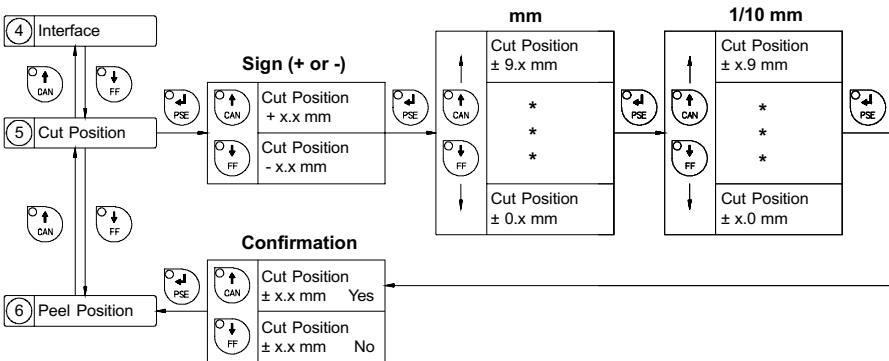 mm
1/10 mm
4 Interface
Cut Position
± 9.x mm
Cut Position
± x.9 mm
Sign (+ or -)
CAN
FF
PSE
CAN
Cut Position
+ x.x mm
PSE
CAN
*
*
*
PSE
CAN
*
*
*
PSE
5 Cut Position
FF
Cut Position
- x.x mm
FF
FF
Cut Position
± 0.x mm
Cut Position
± x.0 mm
CAN
FF
Confirmation
PSE
CAN
Cut Position
± x.x mm Yes
6 Peel Position
FF
Cut Position
± x.x mm No